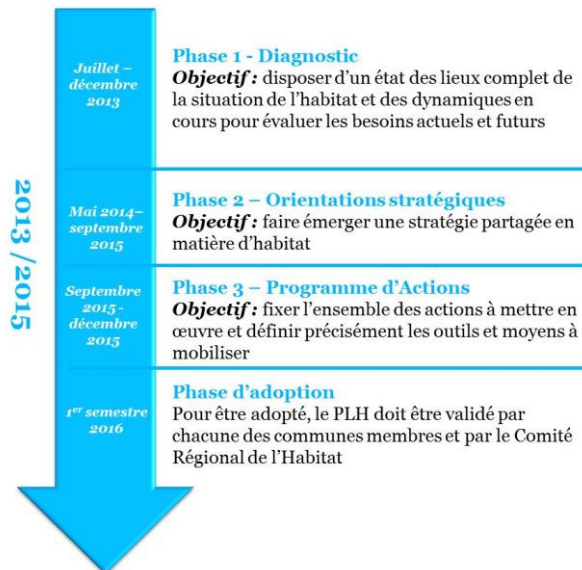 2013 /2015
Juillet –
décembre
2013
Phase 1 - Diagnostic
Objectif : disposer d'un état des lieux complet de
la situation de l'habitat et des dynamiques en
cours pour évaluer les besoins actuels et futurs
Mai 2014–
septembre
2015
Phase 2 – Orientations stratégiques
Objectif : faire émerger une stratégie partagée en
matière d'habitat
Septembre
2015 -
décembre
2015
Phase 3 – Programme d'Actions
Objectif : fixer l'ensemble des actions à mettre en
œuvre et définir précisément les outils et moyens à
mobiliser
1er semestre
2016
Phase d'adoption
Pour être adopté, le PLH doit être validé par
chacune des communes membres et par le Comité
Régional de l'Habitat